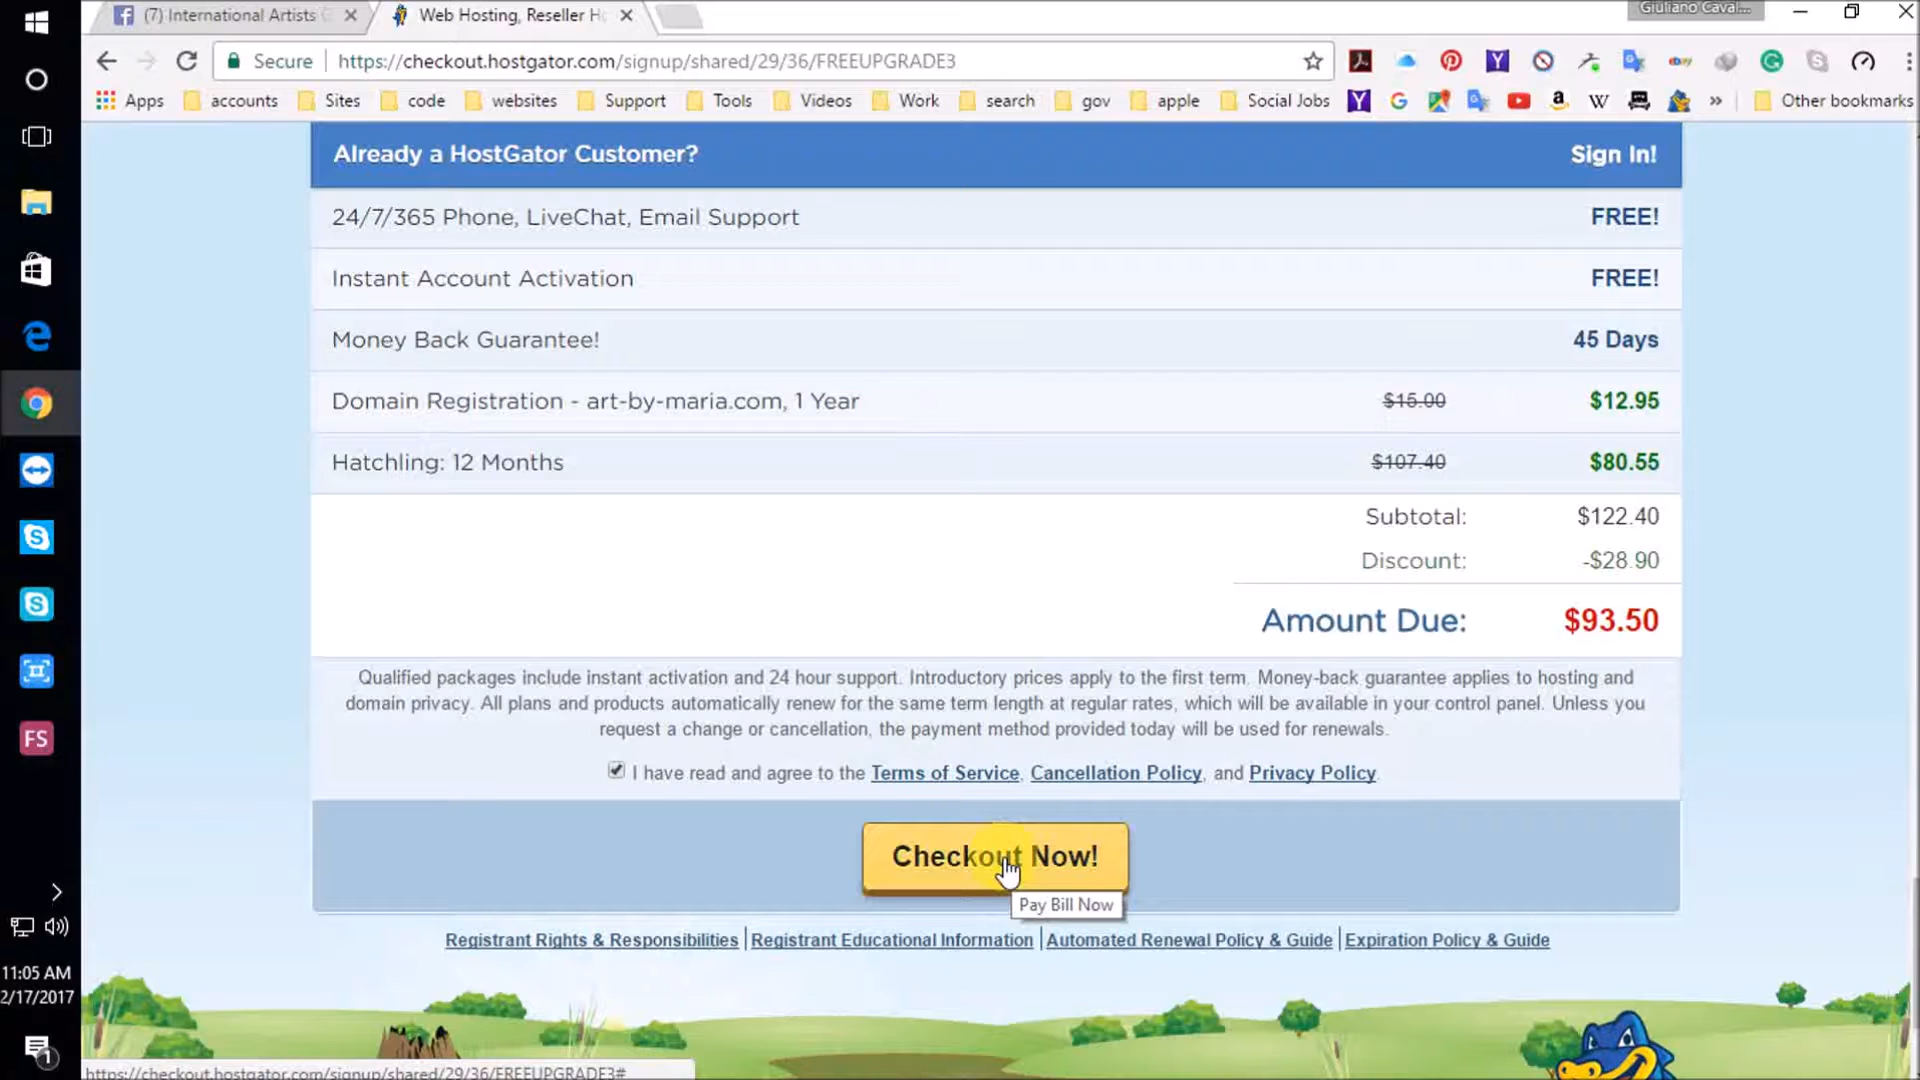 (7) International Artists
Web Hosting, Reseller H
Giuliano Caval...
Secure
https://checkout.hostgator.com/signup/shared/29/36/FREEUPGRADE3
Apps accounts Sites code websites Support Tools Videos Work search gov apple Social Jobs » Other bookmarks
Already a HostGator Customer? Sign In!
24/7/365 Phone, LiveChat, Email Support FREE!
Instant Account Activation FREE!
Money Back Guarantee! 45 Days
Domain Registration - art-by-maria.com, 1 Year $15.00 $12.95
Hatchling: 12 Months $107.40 $80.55
Subtotal: $122.40
Discount: -$28.90
Amount Due: $93.50
Qualified packages include instant activation and 24 hour support. Introductory prices apply to the first term. Money-back guarantee applies to hosting and
domain privacy. All plans and products automatically renew for the same term length at regular rates, which will be available in your control panel. Unless you
request a change or cancellation, the payment method provided today will be used for renewals.
I have read and agree to the Terms of Service, Cancellation Policy, and Privacy Policy.
Checkout Now!
Pay Bill Now
Registrant Rights & Responsibilities | Registrant Educational Information | Automated Renewal Policy & Guide | Expiration Policy & Guide
FS
11:05 AM
2/17/2017
1
https://checkout.hostgator.com/signup/shared/29/36/FREEUPGRADE3#